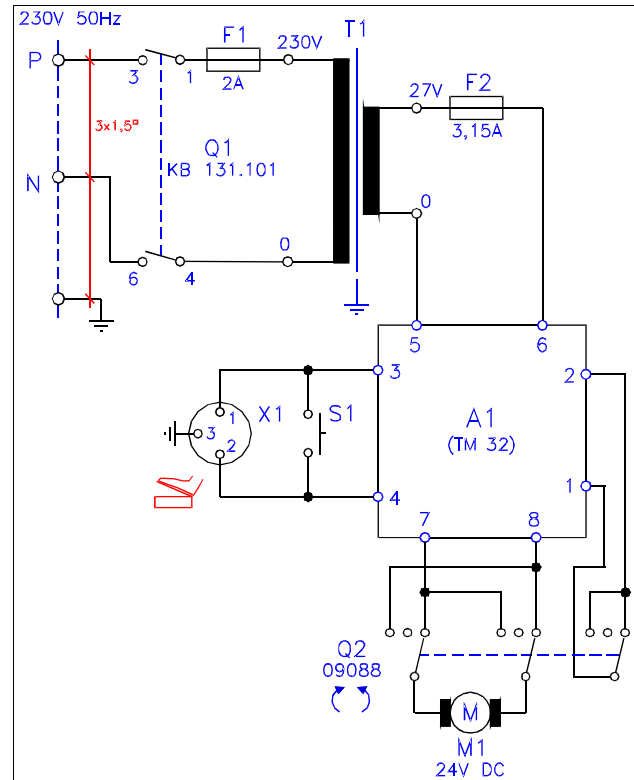 230V 50Hz
P
3
1
F1
2A
230V
T1
27V
F2
3,15A
3x1,5□
Q1
KB 131.101
N
6
4
0
0
5
6
3
X1
S1
1
3
2
A1
(TM 32)
2
1
4
7
8
Q2
09088
M
M1
24V DC